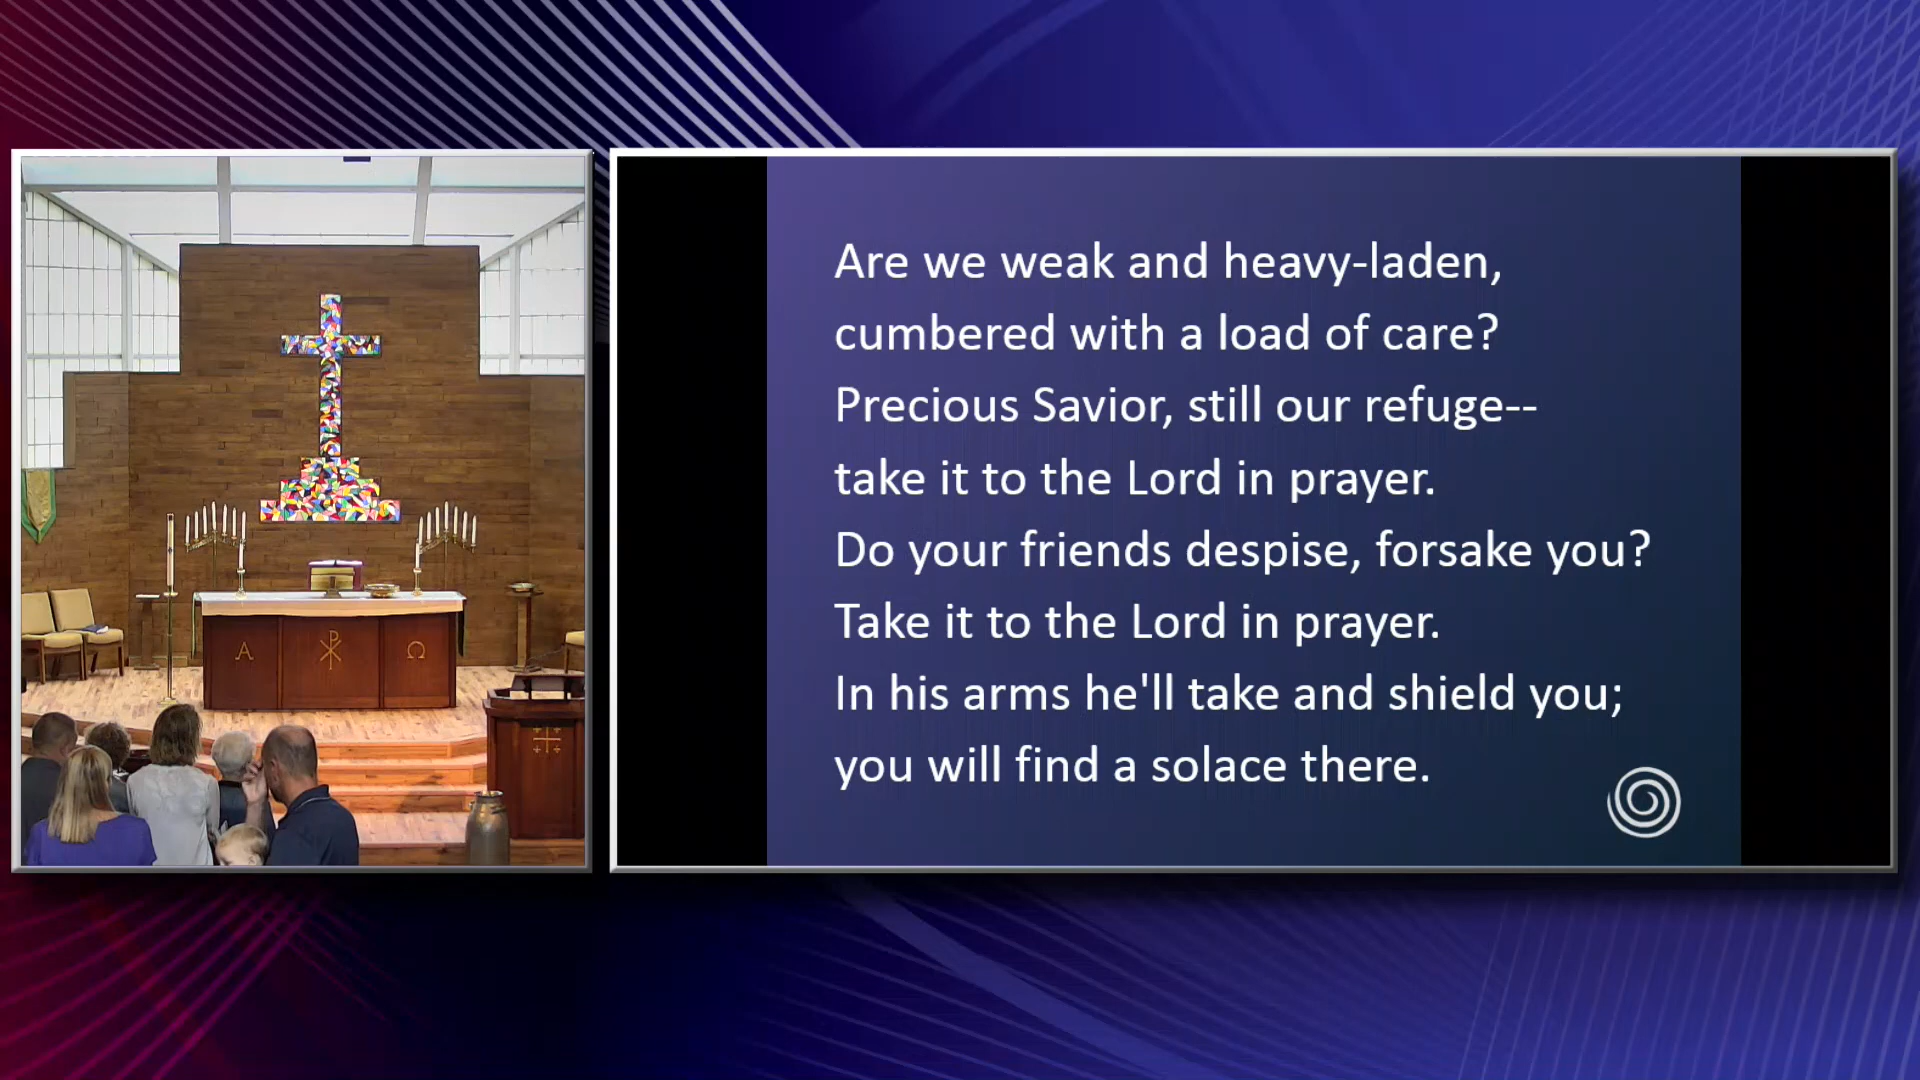 Α
☧
Ω
Are we weak and heavy-laden,
cumbered with a load of care?
Precious Savior, still our refuge--
take it to the Lord in prayer.
Do your friends despise, forsake you?
Take it to the Lord in prayer.
In his arms he'll take and shield you;
you will find a solace there.